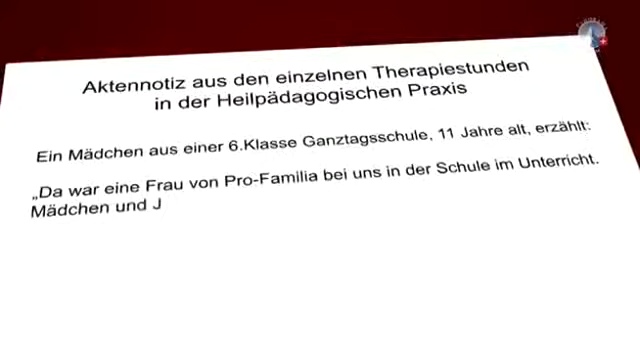 Aktennotiz aus den einzelnen Therapiestunden
in der Heilpädagogischen Praxis
Ein Mädchen aus einer 6.Klasse Ganztagsschule, 11 Jahre alt, erzählt:
„Da war eine Frau von Pro-Familia bei uns in der Schule im Unterricht.
Mädchen und J